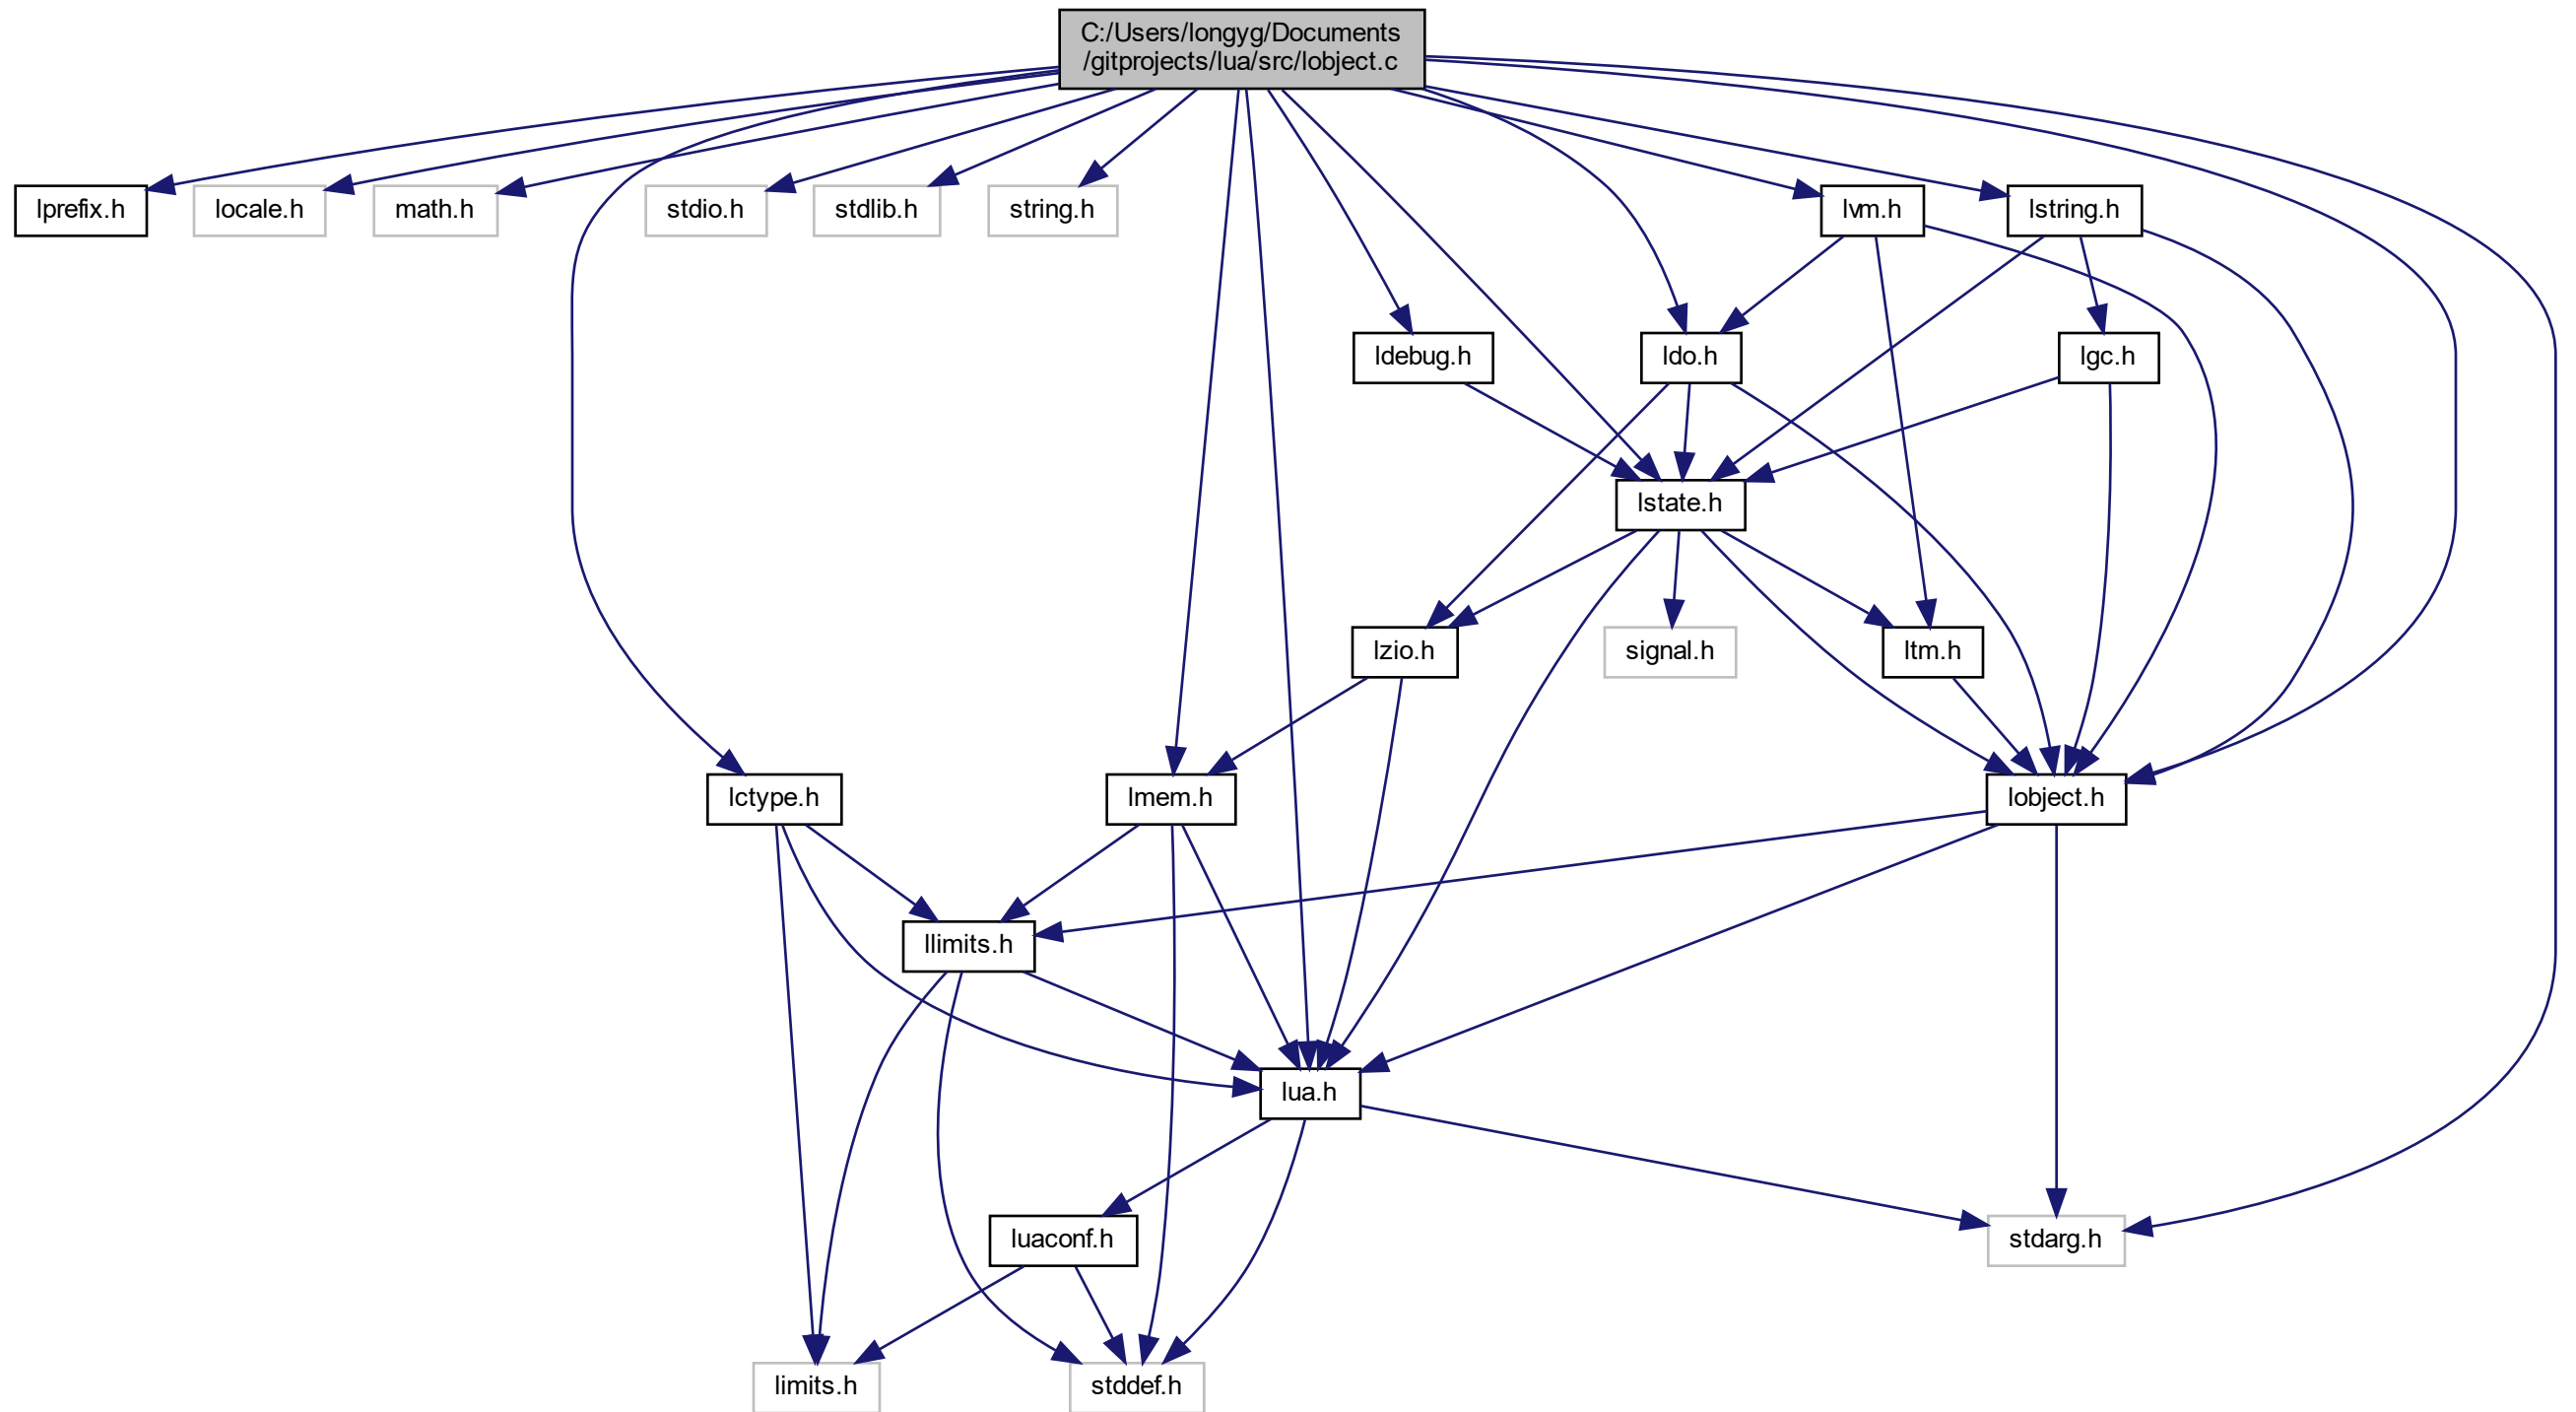 C:/Users/longyg/Documents
/gitprojects/lua/src/lobject.c
lprefix.h
locale.h
math.h
stdio.h
stdlib.h
string.h
lvm.h
lstring.h
ldebug.h
ldo.h
lgc.h
lstate.h
lzio.h
signal.h
ltm.h
lctype.h
lmem.h
lobject.h
llimits.h
lua.h
luaconf.h
stdarg.h
limits.h
stddef.h